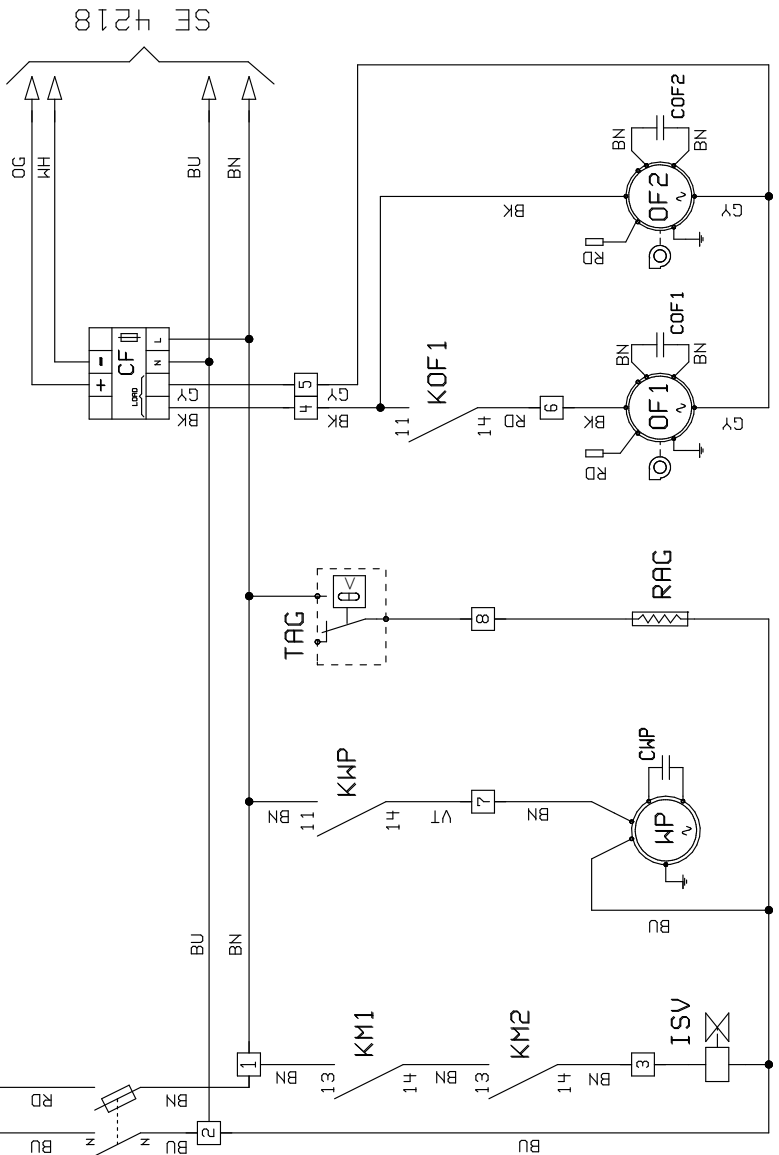 SE 4218
OG
WH
BU
BN
BN
COF2
BN
OF2
~
BK
GY
RD
+
-
CF
L
N
LOAD
GY
BK
5
4
GY
BK
KOF1
11
14
RD
6
BK
BN
COF1
BN
OF1
~
GY
RD
TAG
θ<
8
RAG
KWP
BN
11
14
VT
7
BN
CWP
WP
~
BU
BU
BN
1
BN
KM1
13
14
BN
KM2
13
14
BN
3
ISV
RD
BN
BU
N
N
BU
2
BU